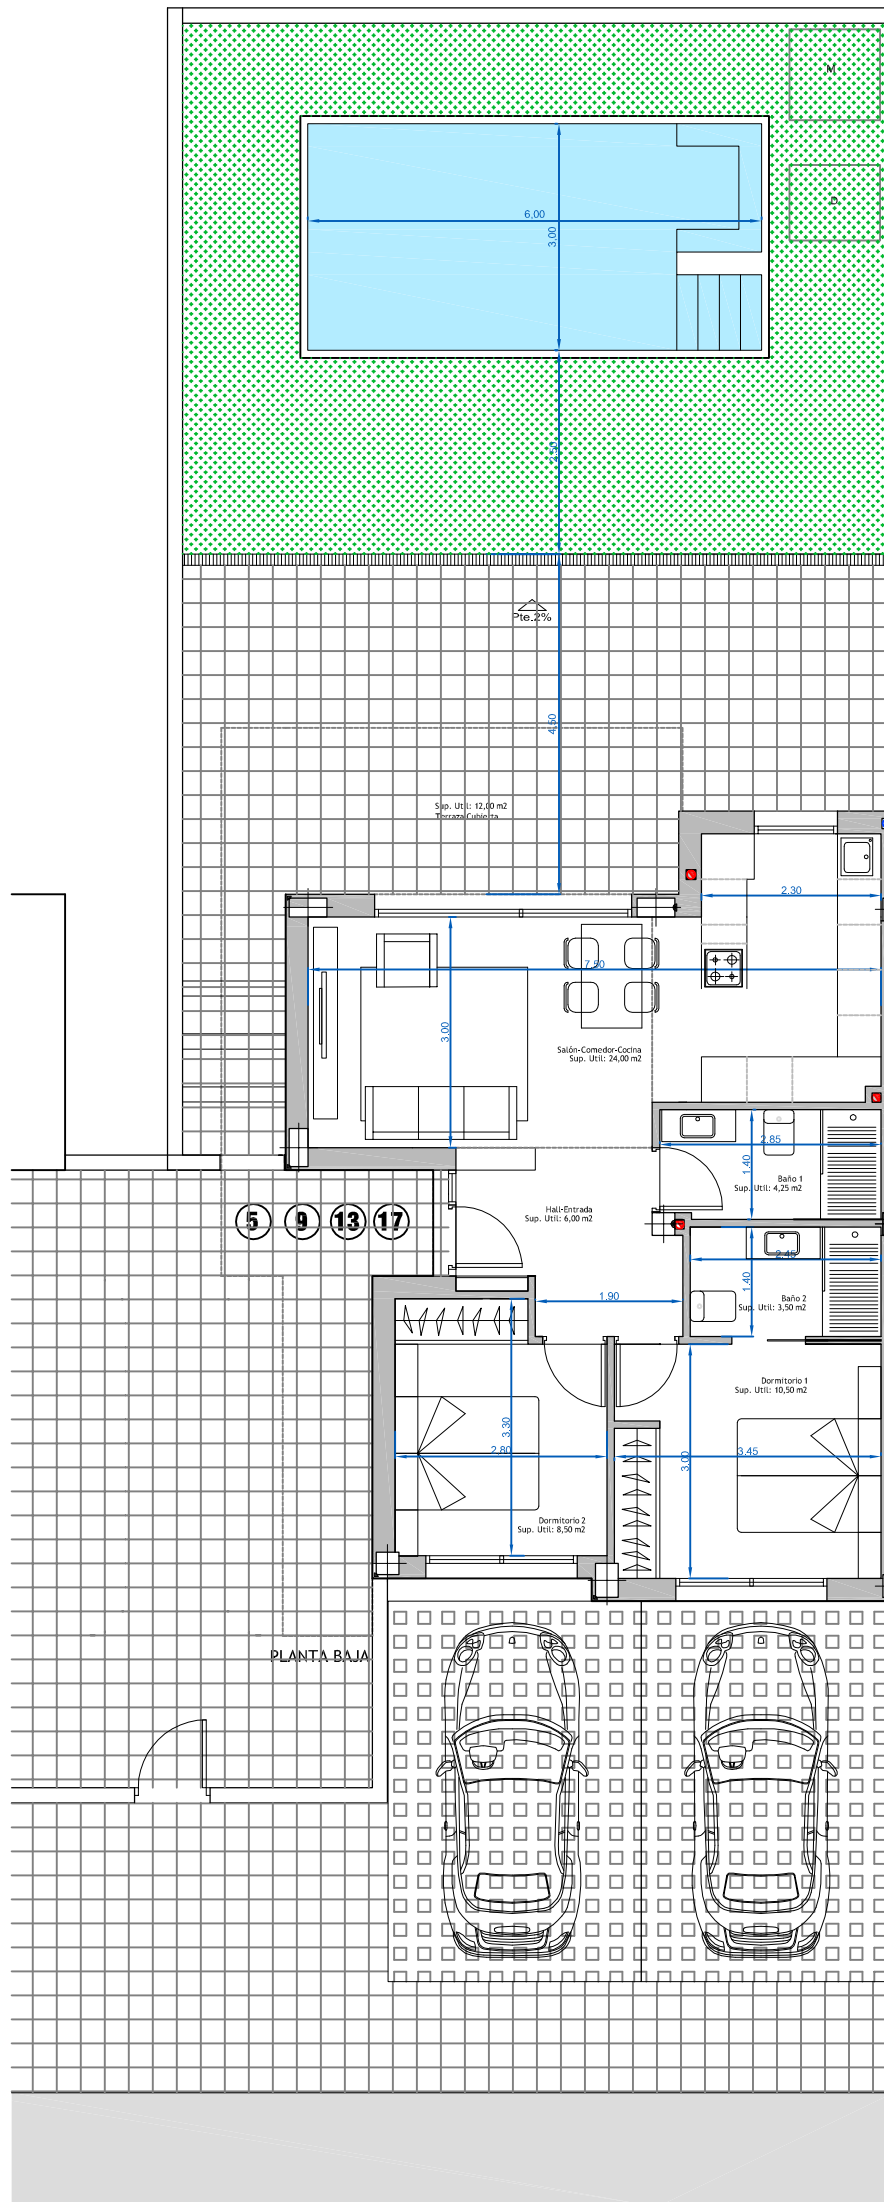 M
D
6,00
3,00
2,50
Pte.2%
4,50
Sup. Util: 12,00 m2
Terraza Cubierta
2.30
7,50
3,00
Salón-Comedor-Cocina
Sup. Util: 24,00 m2
2.85
1.40
Baño 1
Sup. Util: 4,25 m2
Hall-Entrada
Sup. Util: 6,00 m2
5 9 13 17
2.45
1.40
Baño 2
Sup. Util: 3,50 m2
1.90
Dormitorio 1
Sup. Util: 10,50 m2
3.30
2.80
3.00
3.45
Dormitorio 2
Sup. Util: 8,50 m2
PLANTA BAJA